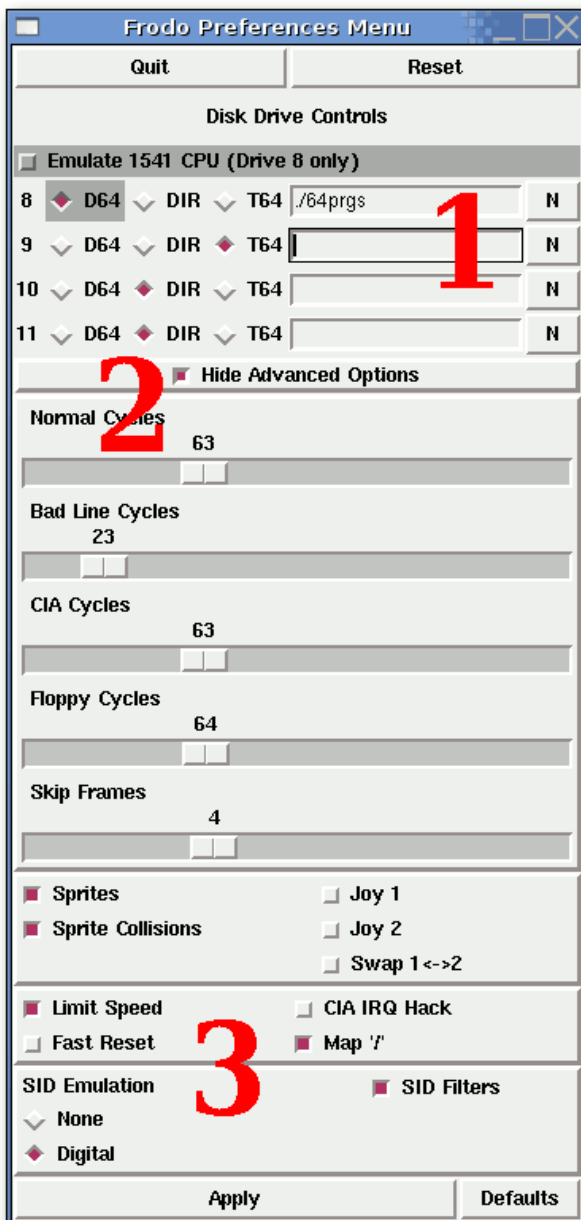 Frodo Preferences Menu
Quit Reset
Disk Drive Controls
Emulate 1541 CPU (Drive 8 only)
8 D64 DIR T64 ./64prgs N
9 D64 DIR T64 N
10 D64 DIR T64 N
11 D64 DIR T64 N
1
Hide Advanced Options
2
Normal Cycles
63
Bad Line Cycles
23
CIA Cycles
63
Floppy Cycles
64
Skip Frames
4
Sprites Joy 1
Sprite Collisions Joy 2
Swap 1<->2
Limit Speed CIA IRQ Hack
Fast Reset Map '/'
3
SID Emulation SID Filters
None
Digital
Apply Defaults